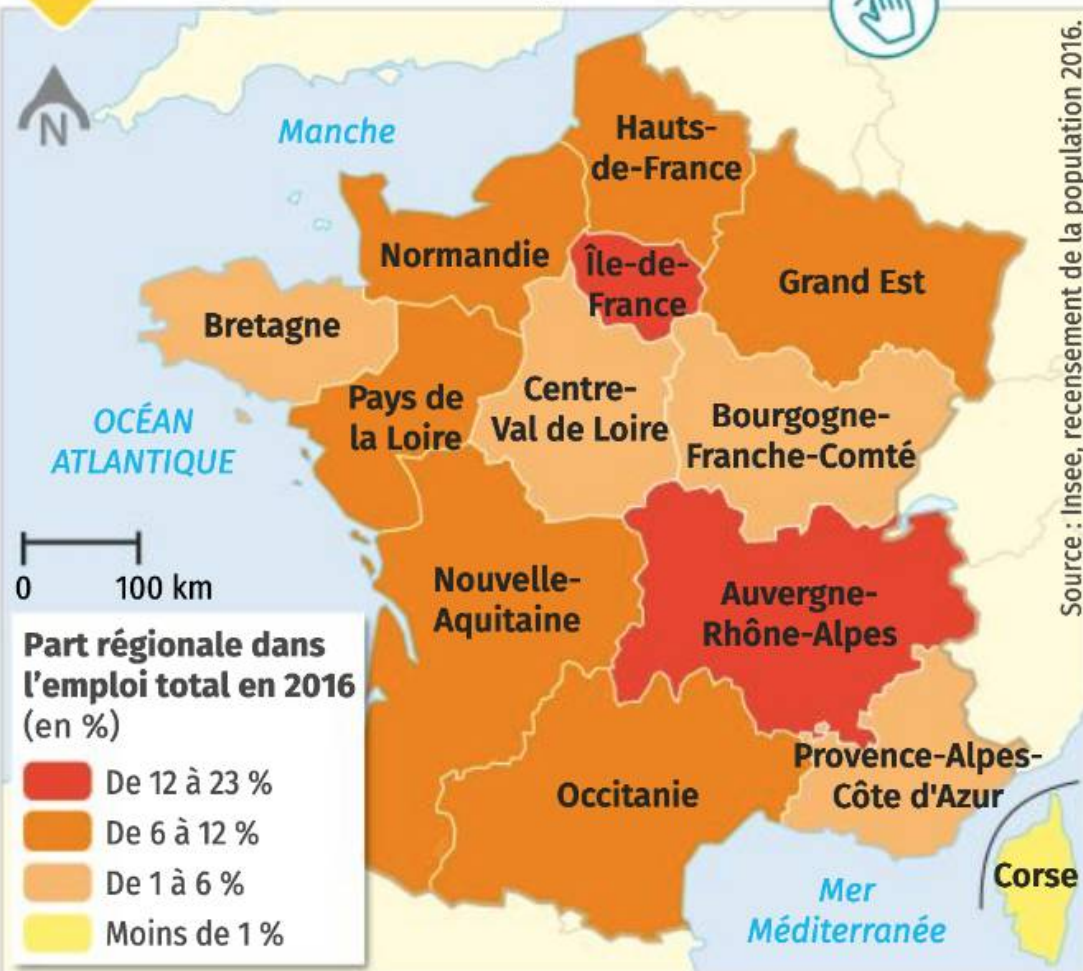 N
Manche
Hauts-
de-France
Normandie
Île-de-
France
Grand Est
Bretagne
Pays de
la Loire
Centre-
Val de Loire
Bourgogne-
Franche-Comté
OCÉAN
ATLANTIQUE
0 100 km
Nouvelle-
Aquitaine
Auvergne-
Rhône-Alpes
Occitanie
Provence-Alpes-
Côte d'Azur
Corse
Mer
Méditerranée
Part régionale dans
l'emploi total en 2016
(en %)
De 12 à 23 %
De 6 à 12 %
De 1 à 6 %
Moins de 1 %
Source : Insee, recensement de la population 2016.